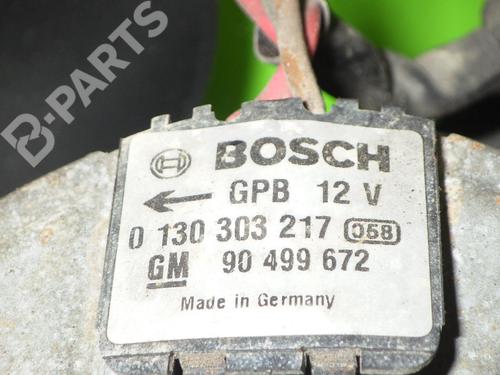 B-PARTS
BOSCH
GPB 12 V
0 130 303 217 058
GM 90 499 672
Made in Germany